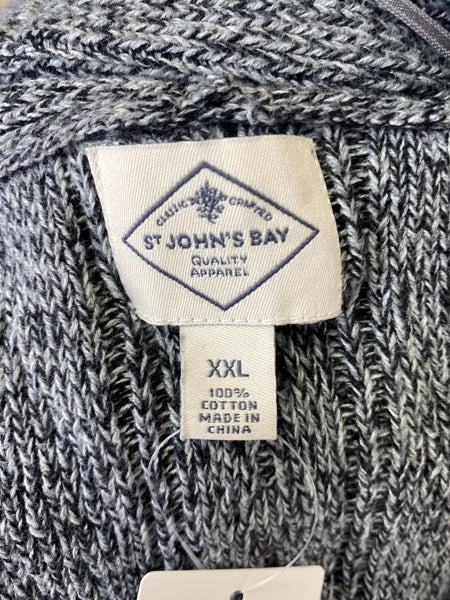 CLASSIC CRAFTED
ST JOHN'S BAY
QUALITY
APPAREL
XXL
100%
COTTON
MADE IN
CHINA